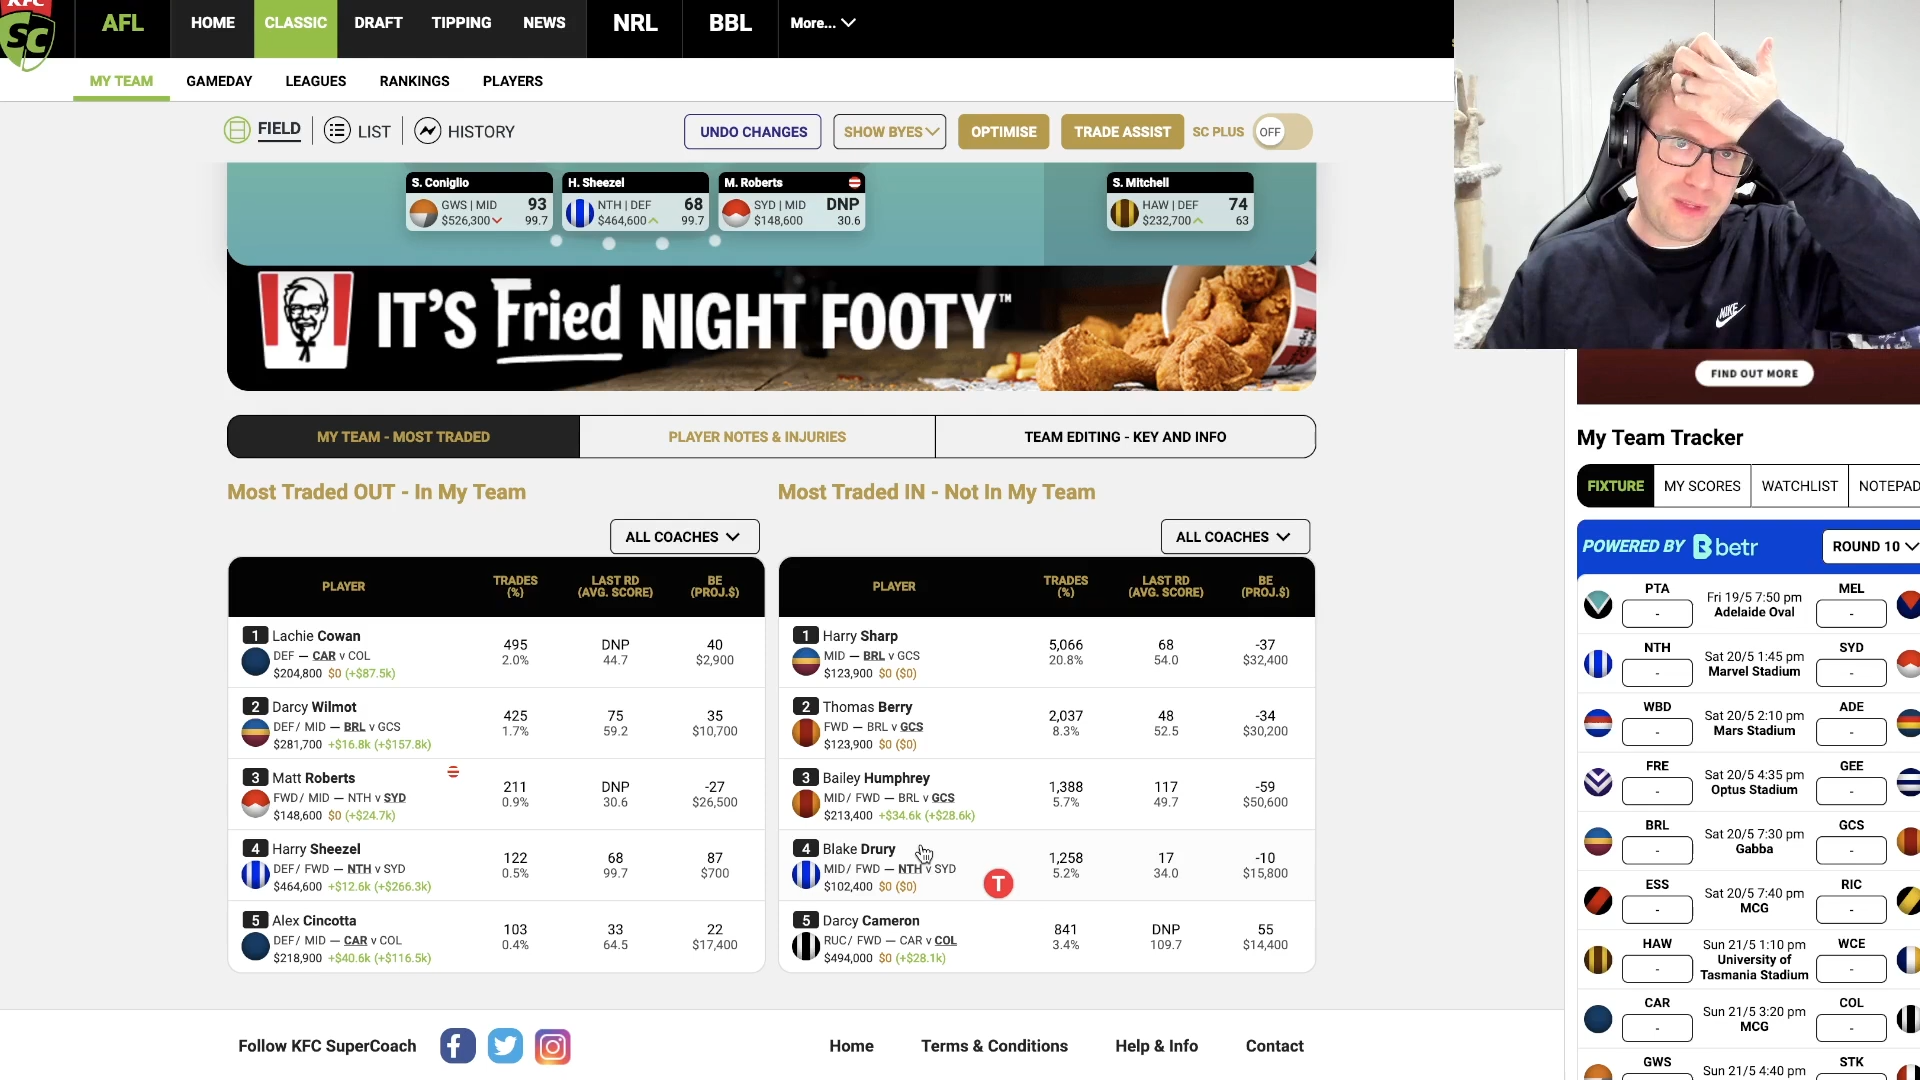 KFC
SC
AFL
HOME
CLASSIC
DRAFT
TIPPING
NEWS
NRL
BBL
More...
MY TEAM
GAMEDAY
LEAGUES
RANKINGS
PLAYERS
FIELD
LIST
HISTORY
UNDO CHANGES
SHOW BYES
OPTIMISE
TRADE ASSIST
SC PLUS
OFF
S. Coniglio
GWS | MID 93
$526,300 99.7
H. Sheezel
NTH | DEF 68
$464,600 99.7
M. Roberts
SYD | MID DNP
$148,600 30.6
S. Mitchell
HAW | DEF 74
$232,700 63
IT'S Fried NIGHT FOOTY™
NIKE
FIND OUT MORE
MY TEAM - MOST TRADED
PLAYER NOTES & INJURIES
TEAM EDITING - KEY AND INFO
Most Traded OUT - In My Team
ALL COACHES
PLAYER
TRADES (%)
LAST RD (AVG. SCORE)
BE (PROJ.$)
1 Lachie Cowan
DEF — CAR v COL
$204,800 $0 (+$87.5k)
495 DNP 40
2.0% 44.7 $2,900
2 Darcy Wilmot
DEF/ MID — BRL v GCS
$281,700 +$16.8k (+$157.8k)
425 75 35
1.7% 59.2 $10,700
3 Matt Roberts
FWD/ MID — NTH v SYD
$148,600 $0 (+$24.7k)
211 DNP -27
0.9% 30.6 $26,500
4 Harry Sheezel
DEF/ FWD — NTH v SYD
$464,600 +$12.6k (+$266.3k)
122 68 87
0.5% 99.7 $700
5 Alex Cincotta
DEF/ MID — CAR v COL
$218,900 +$40.6k (+$116.5k)
103 33 22
0.4% 64.5 $17,400
Most Traded IN - Not In My Team
ALL COACHES
PLAYER
TRADES (%)
LAST RD (AVG. SCORE)
BE (PROJ.$)
1 Harry Sharp
MID — BRL v GCS
$123,900 $0 ($0)
5,066 68 -37
20.8% 54.0 $32,400
2 Thomas Berry
FWD — BRL v GCS
$123,900 $0 ($0)
2,037 48 -34
8.3% 52.5 $30,200
3 Bailey Humphrey
MID/ FWD — BRL v GCS
$213,400 +$34.6k (+$28.6k)
1,388 117 -59
5.7% 49.7 $50,600
4 Blake Drury
MID/ FWD — NTH v SYD
$102,400 $0 ($0)
T
1,258 17 -10
5.2% 34.0 $15,800
5 Darcy Cameron
RUC/ FWD — CAR v COL
$494,000 $0 (+$28.1k)
841 DNP 55
3.4% 109.7 $14,400
My Team Tracker
FIXTURE
MY SCORES
WATCHLIST
NOTEPAD
POWERED BY betr
ROUND 10
PTA Fri 19/5 7:50 pm MEL
- Adelaide Oval -
NTH Sat 20/5 1:45 pm SYD
- Marvel Stadium -
WBD Sat 20/5 2:10 pm ADE
- Mars Stadium -
FRE Sat 20/5 4:35 pm GEE
- Optus Stadium -
BRL Sat 20/5 7:30 pm GCS
- Gabba -
ESS Sat 20/5 7:40 pm RIC
- MCG -
HAW Sun 21/5 1:10 pm WCE
- University of Tasmania Stadium -
CAR Sun 21/5 3:20 pm COL
- MCG -
GWS Sun 21/5 4:40 pm STK
Follow KFC SuperCoach
Home
Terms & Conditions
Help & Info
Contact